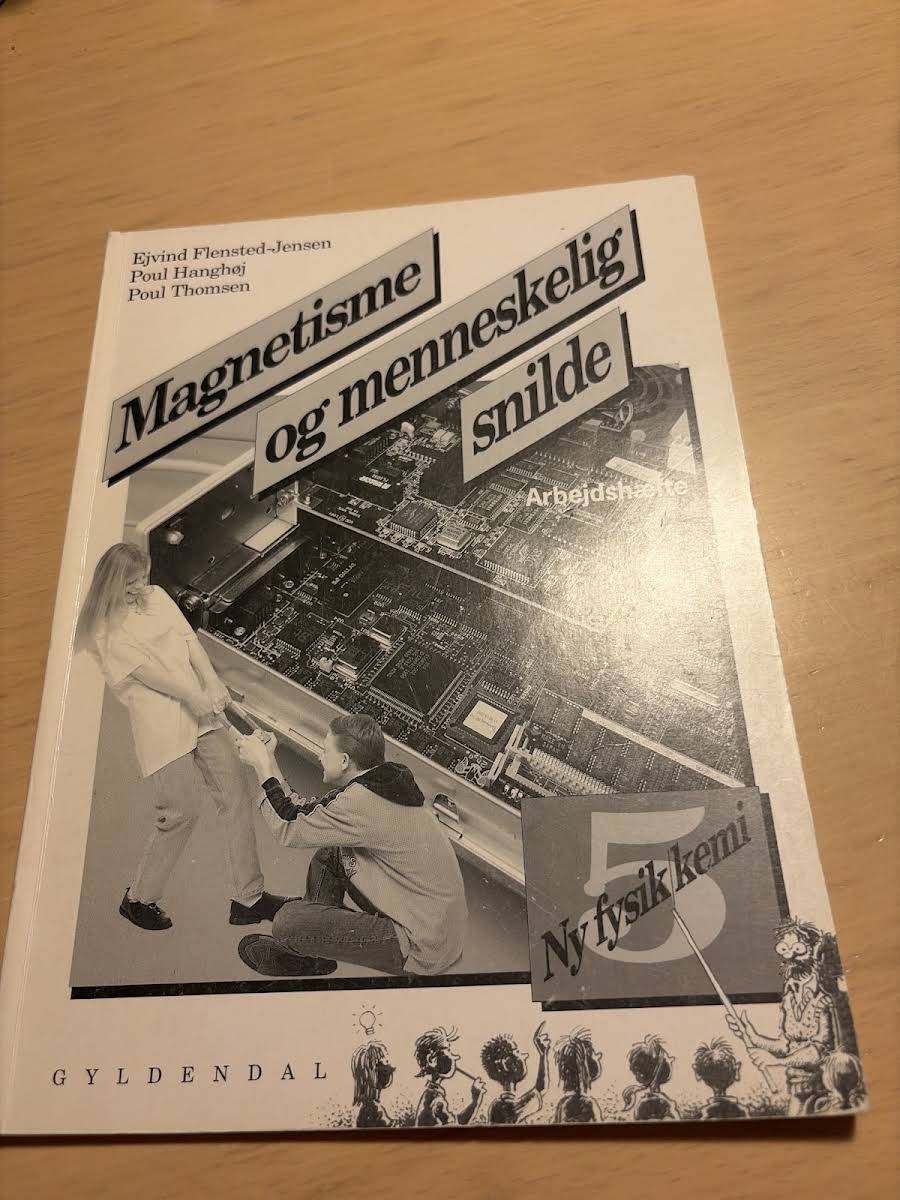 Ejvind Flensted-Jensen
Poul Hanghøj
Poul Thomsen
Magnetisme
og menneskelig
snilde
Arbejdshæfte
5
Ny fysik/kemi
GYLDENDAL